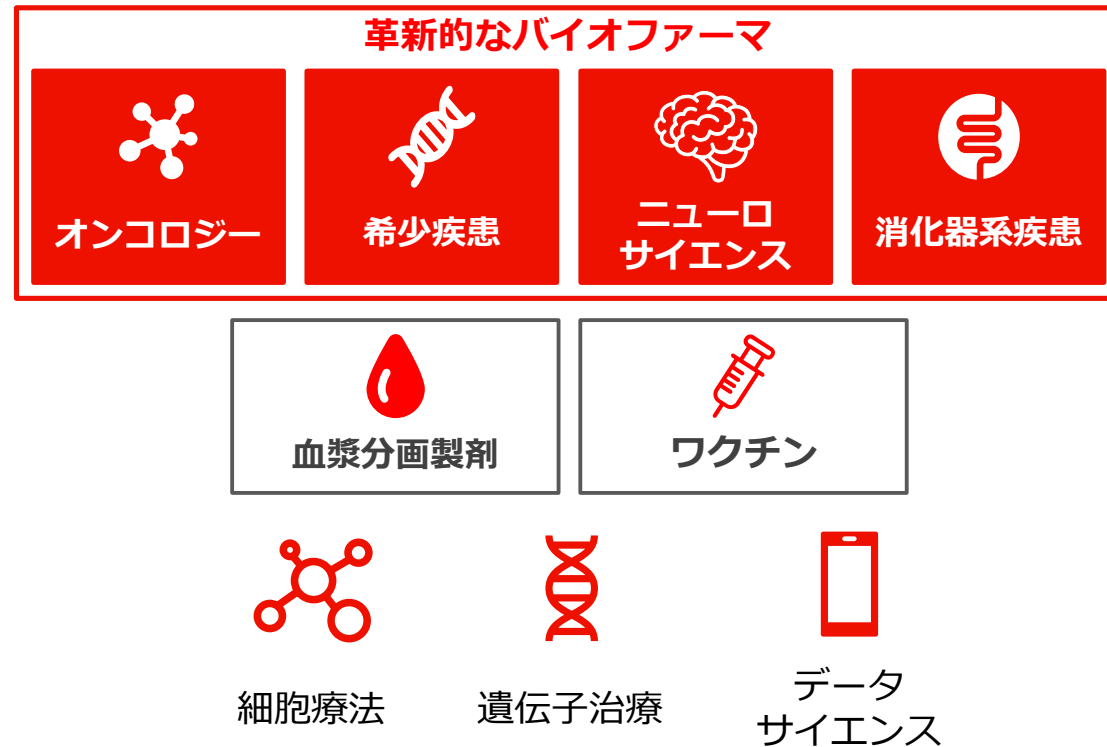 革新的なバイオファーマ
オンコロジー
希少疾患
ニューロ
サイエンス
消化器系疾患
血漿分画製剤
ワクチン
細胞療法
遺伝子治療
データ
サイエンス